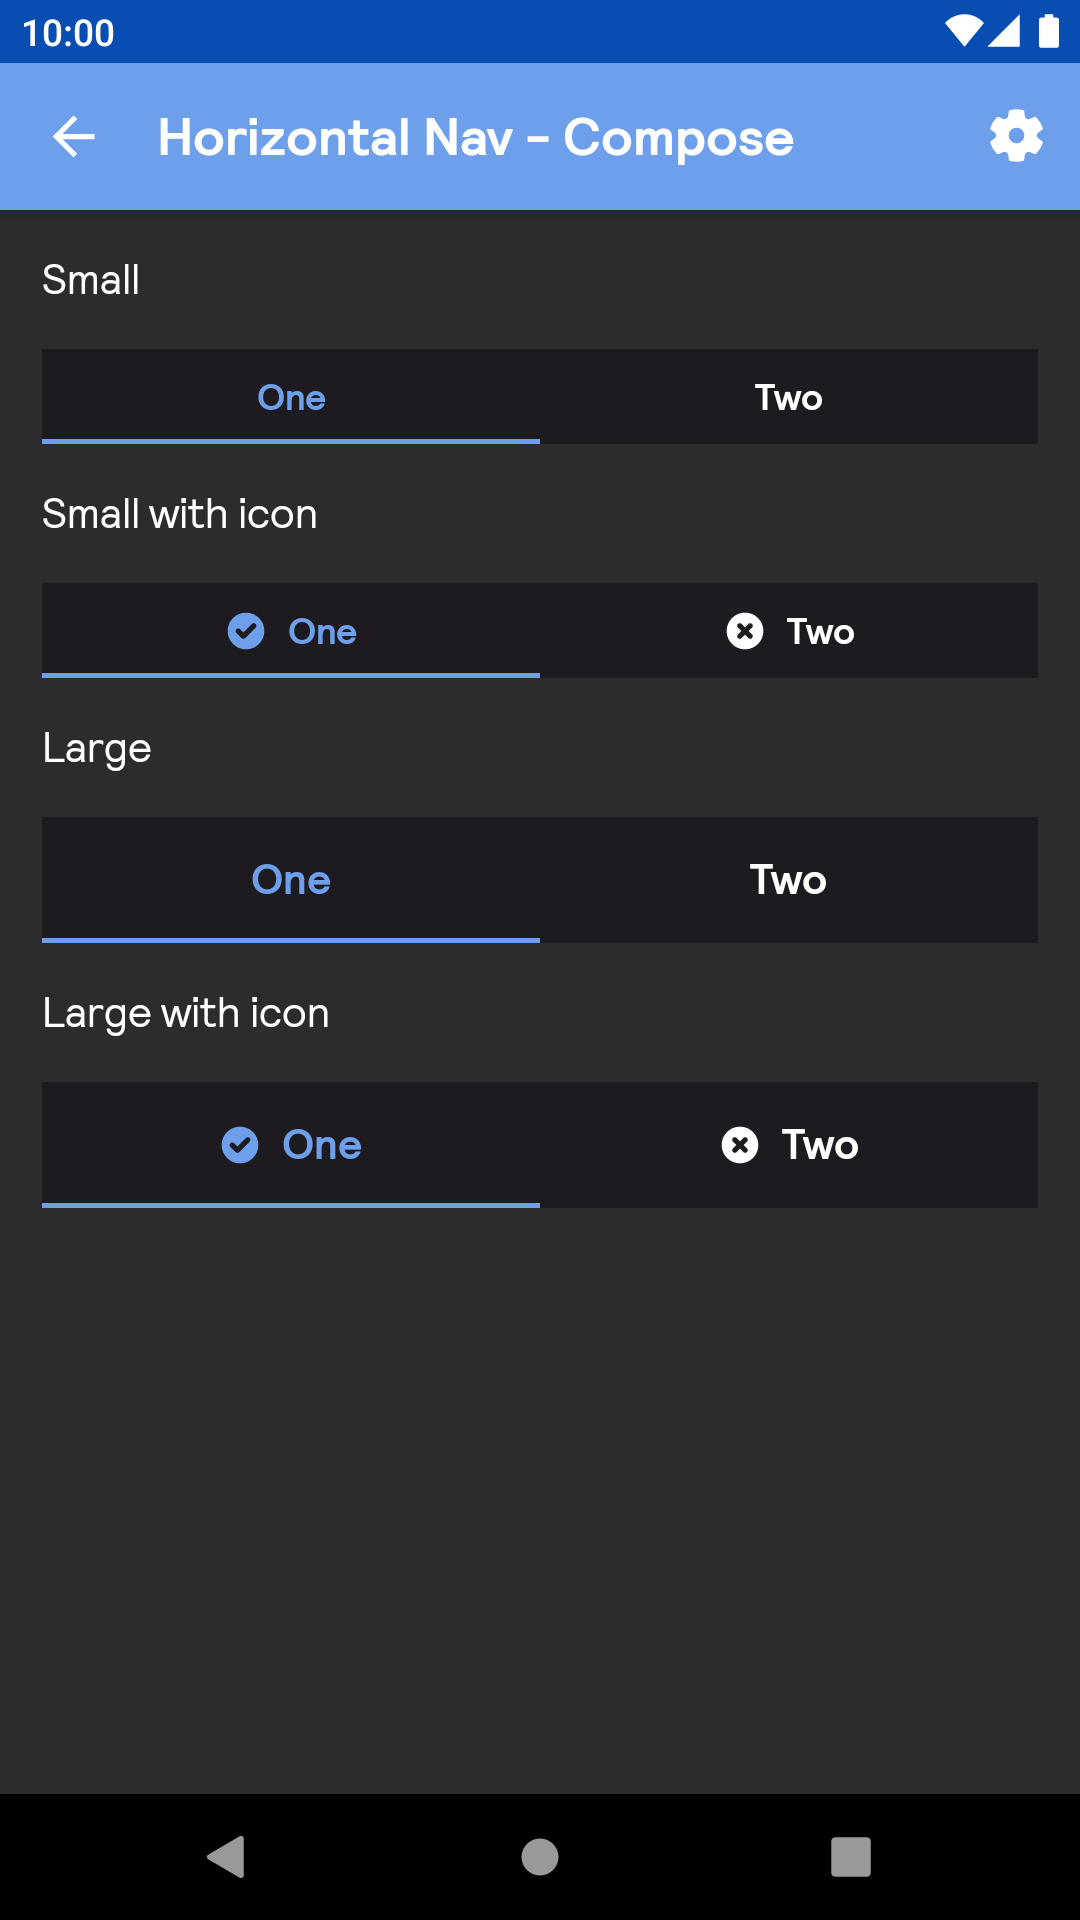 10:00
Horizontal Nav - Compose
Small
One Two
Small with icon
One Two
Large
One Two
Large with icon
One Two